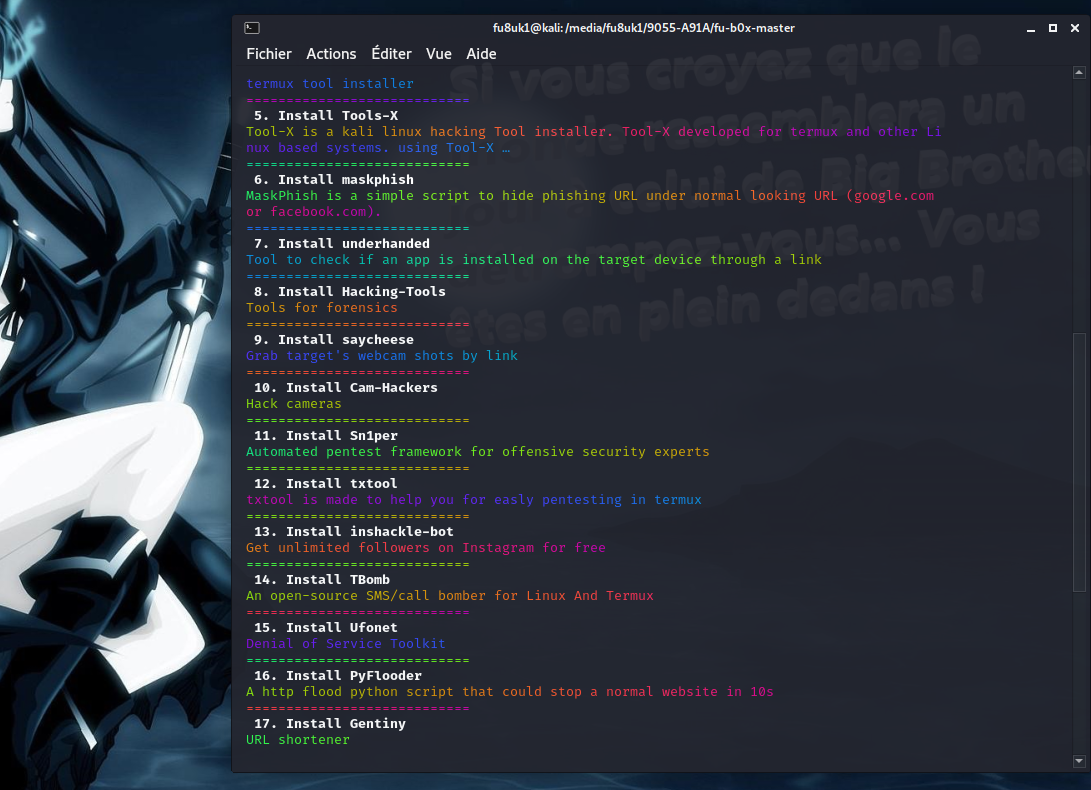 fu8uk1@kali: /media/fu8uk1/9055-A91A/fu-b0x-master
Fichier Actions Éditer Vue Aide
termux tool installer
============================
5. Install Tools-X
Tool-X is a kali linux hacking Tool installer. Tool-X developed for termux and other Li
nux based systems. using Tool-X …
============================
6. Install maskphish
MaskPhish is a simple script to hide phishing URL under normal looking URL (google.com
or facebook.com).
============================
7. Install underhanded
Tool to check if an app is installed on the target device through a link
============================
8. Install Hacking-Tools
Tools for forensics
============================
9. Install saycheese
Grab target's webcam shots by link
============================
10. Install Cam-Hackers
Hack cameras
============================
11. Install Sn1per
Automated pentest framework for offensive security experts
============================
12. Install txtool
txtool is made to help you for easly pentesting in termux
============================
13. Install inshackle-bot
Get unlimited followers on Instagram for free
============================
14. Install TBomb
An open-source SMS/call bomber for Linux And Termux
============================
15. Install Ufonet
Denial of Service Toolkit
============================
16. Install PyFlooder
A http flood python script that could stop a normal website in 10s
============================
17. Install Gentiny
URL shortener
Si vous croyez que le
ressemblera un
celui de Big Brother
Vous
êtes en plein dedans !